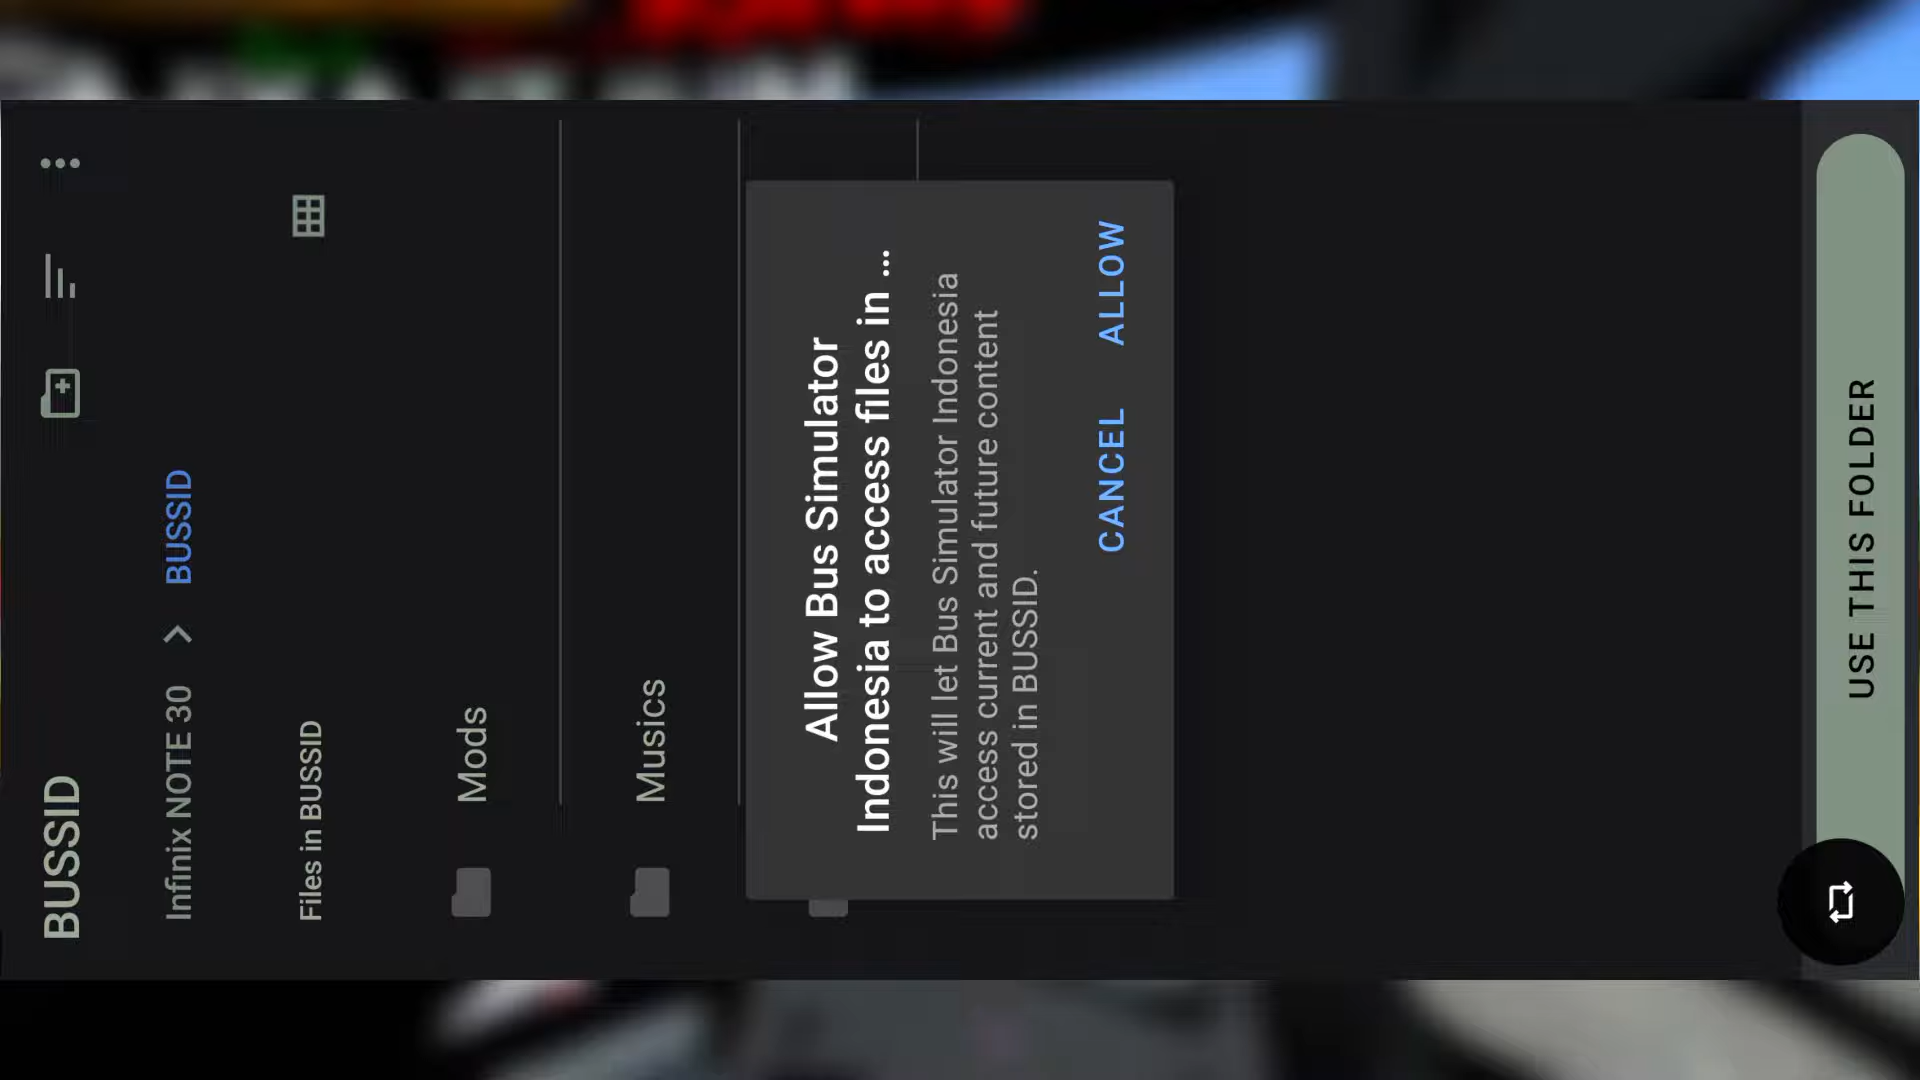 BUSSID
Infinix NOTE 30 > BUSSID
Files in BUSSID
Mods
Musics
Allow Bus Simulator
Indonesia to access files in ...
This will let Bus Simulator Indonesia
access current and future content
stored in BUSSID.
CANCEL ALLOW
USE THIS FOLDER